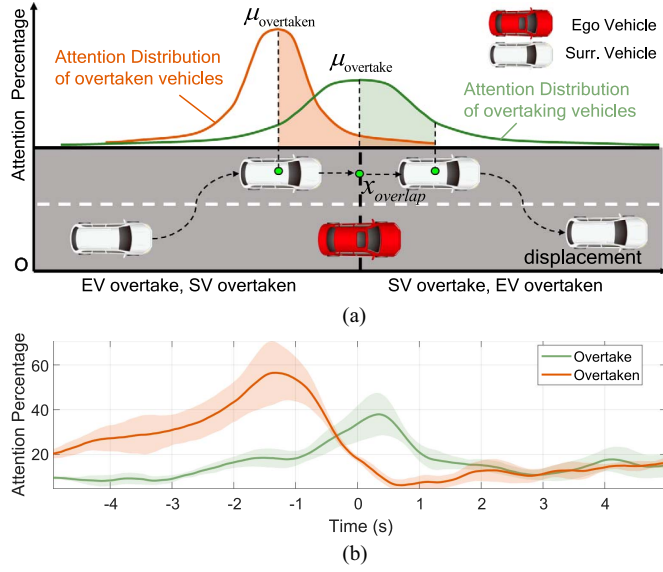 μovertaken
Ego Vehicle
Surr. Vehicle
μovertake
Attention Distribution
of overtaken vehicles
Attention Distribution
of overtaking vehicles
Attention Percentage
xoverlap
displacement
O
EV overtake, SV overtaken
SV overtake, EV overtaken
(a)
Attention Percentage
60
40
20
Overtake
Overtaken
-4
-3
-2
-1
0
1
2
3
4
Time (s)
(b)